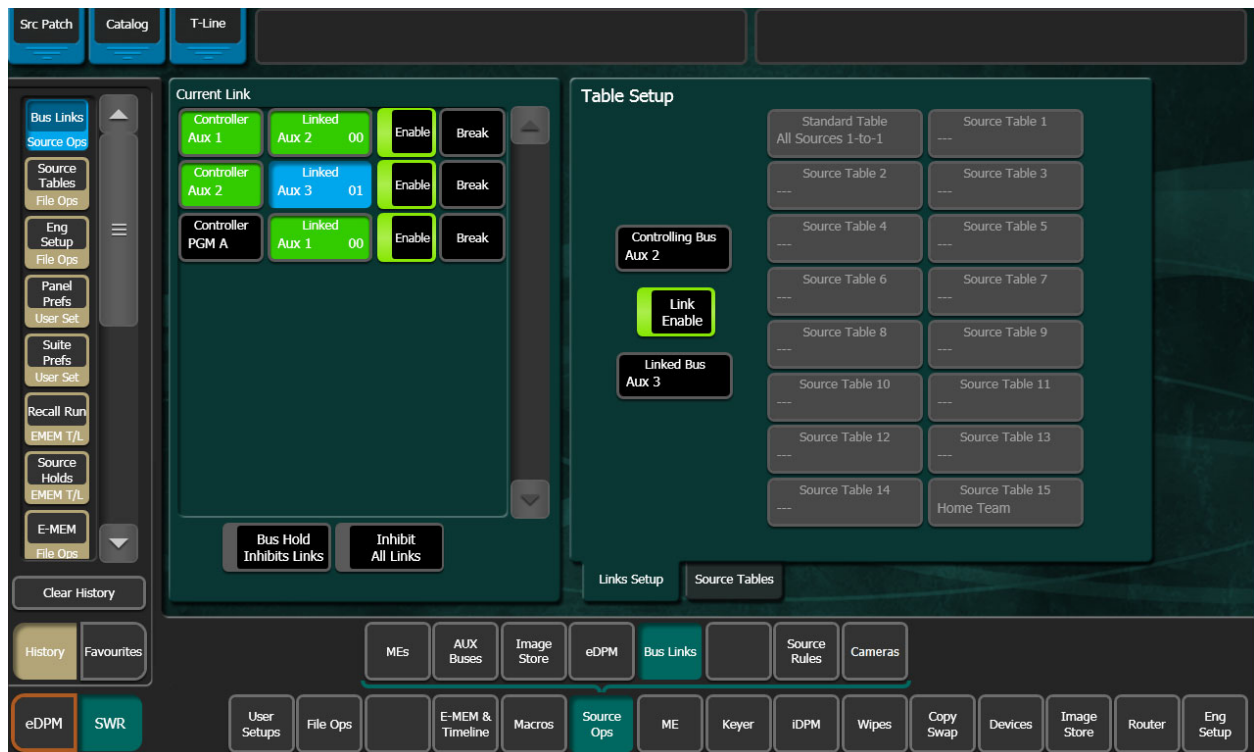 Src Patch
Catalog
T-Line
Bus Links
Source Ops
Source
Tables
File Ops
Eng
Setup
File Ops
Panel
Prefs
User Set
Suite
Prefs
User Set
Recall Run
EMEM T/L
Source
Holds
EMEM T/L
E-MEM
File Ops
Clear History
History
Favourites
eDPM
SWR
Current Link
Controller
Aux 1
Linked
Aux 2 00
Enable
Break
Controller
Aux 2
Linked
Aux 3 01
Enable
Break
Controller
PGM A
Linked
Aux 1 00
Enable
Break
Bus Hold
Inhibits Links
Inhibit
All Links
Table Setup
Controlling Bus
Aux 2
Link
Enable
Linked Bus
Aux 3
Standard Table
All Sources 1-to-1
Source Table 1
---
Source Table 2
---
Source Table 3
---
Source Table 4
---
Source Table 5
---
Source Table 6
---
Source Table 7
---
Source Table 8
---
Source Table 9
---
Source Table 10
---
Source Table 11
---
Source Table 12
---
Source Table 13
---
Source Table 14
---
Source Table 15
Home Team
Links Setup
Source Tables
MEs
AUX
Buses
Image
Store
eDPM
Bus Links
Source
Rules
Cameras
User
Setups
File Ops
E-MEM &
Timeline
Macros
Source
Ops
ME
Keyer
iDPM
Wipes
Copy
Swap
Devices
Image
Store
Router
Eng
Setup